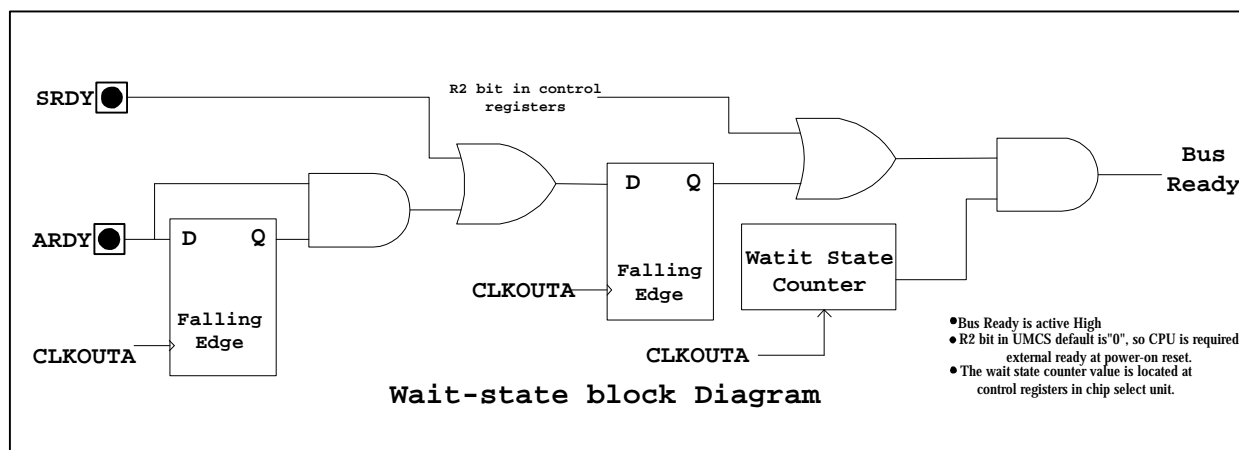 SRDY
R2 bit in control
registers
Bus
Ready
D Q
D Q
ARDY
Falling
Edge
Watit State
Counter
CLKOUTA
Falling
Edge
CLKOUTA
CLKOUTA
Wait-state block Diagram
●Bus Ready is active High
● R2 bit in UMCS default is"0", so CPU is required
external ready at power-on reset.
● The wait state counter value is located at
control registers in chip select unit.